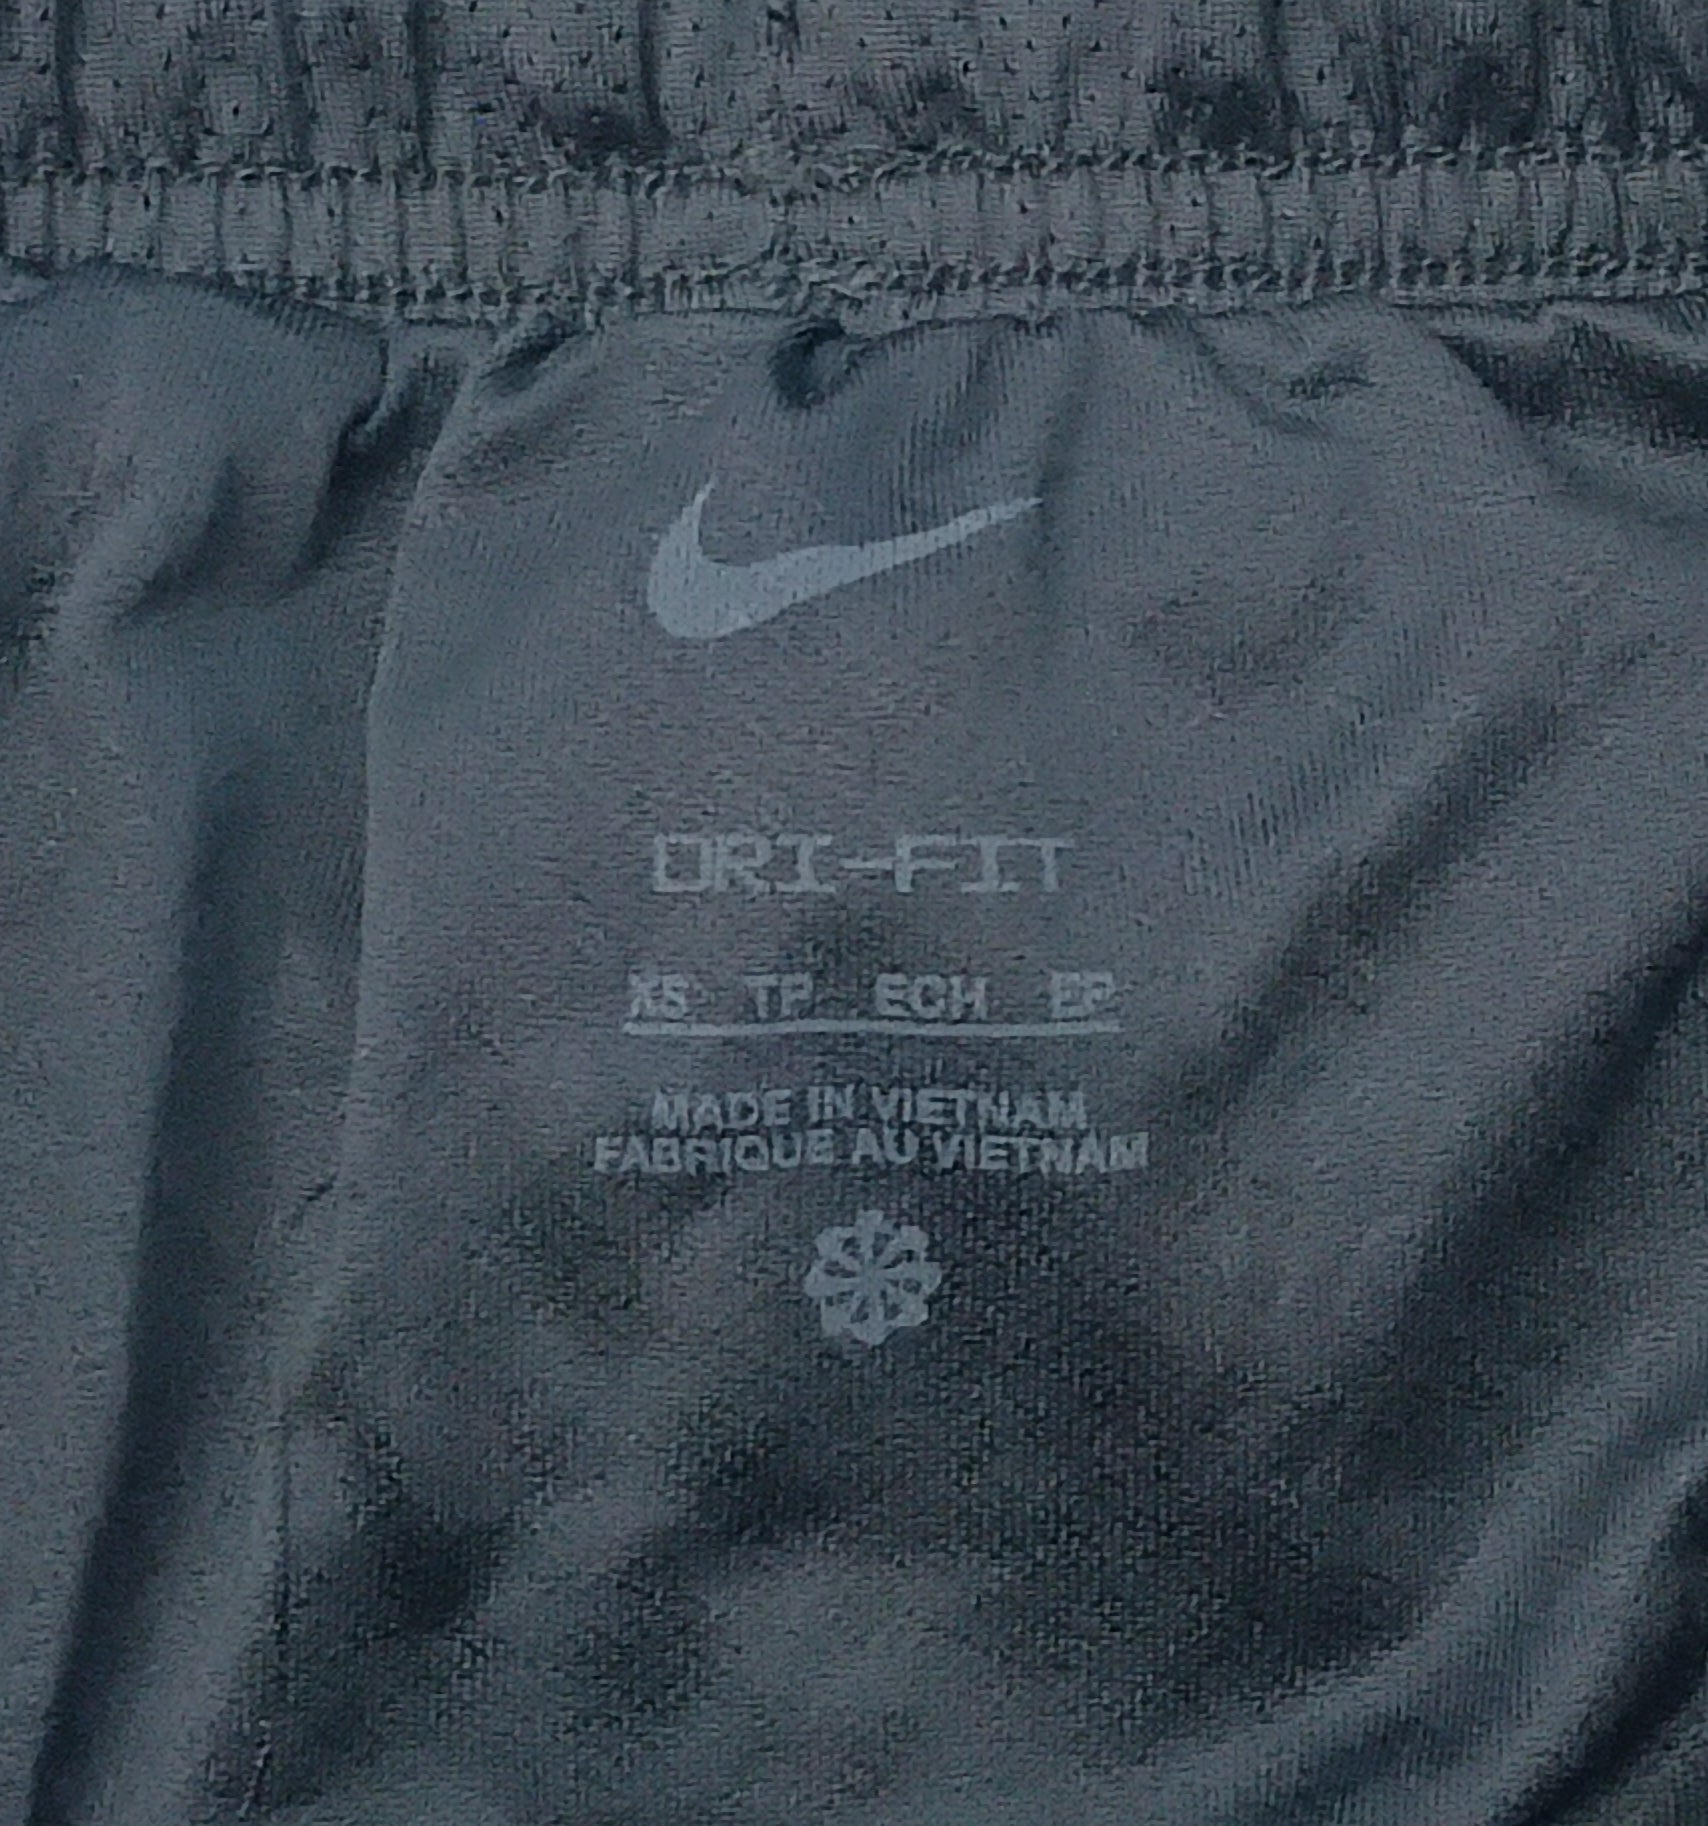 DRI-FIT
XS TP ECH EP
MADE IN VIETNAM
FABRIQUE AU VIETNAM